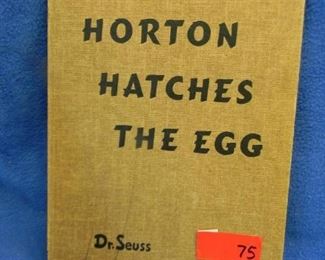 HORTON
HATCHES
THE EGG
Dr. Seuss
75